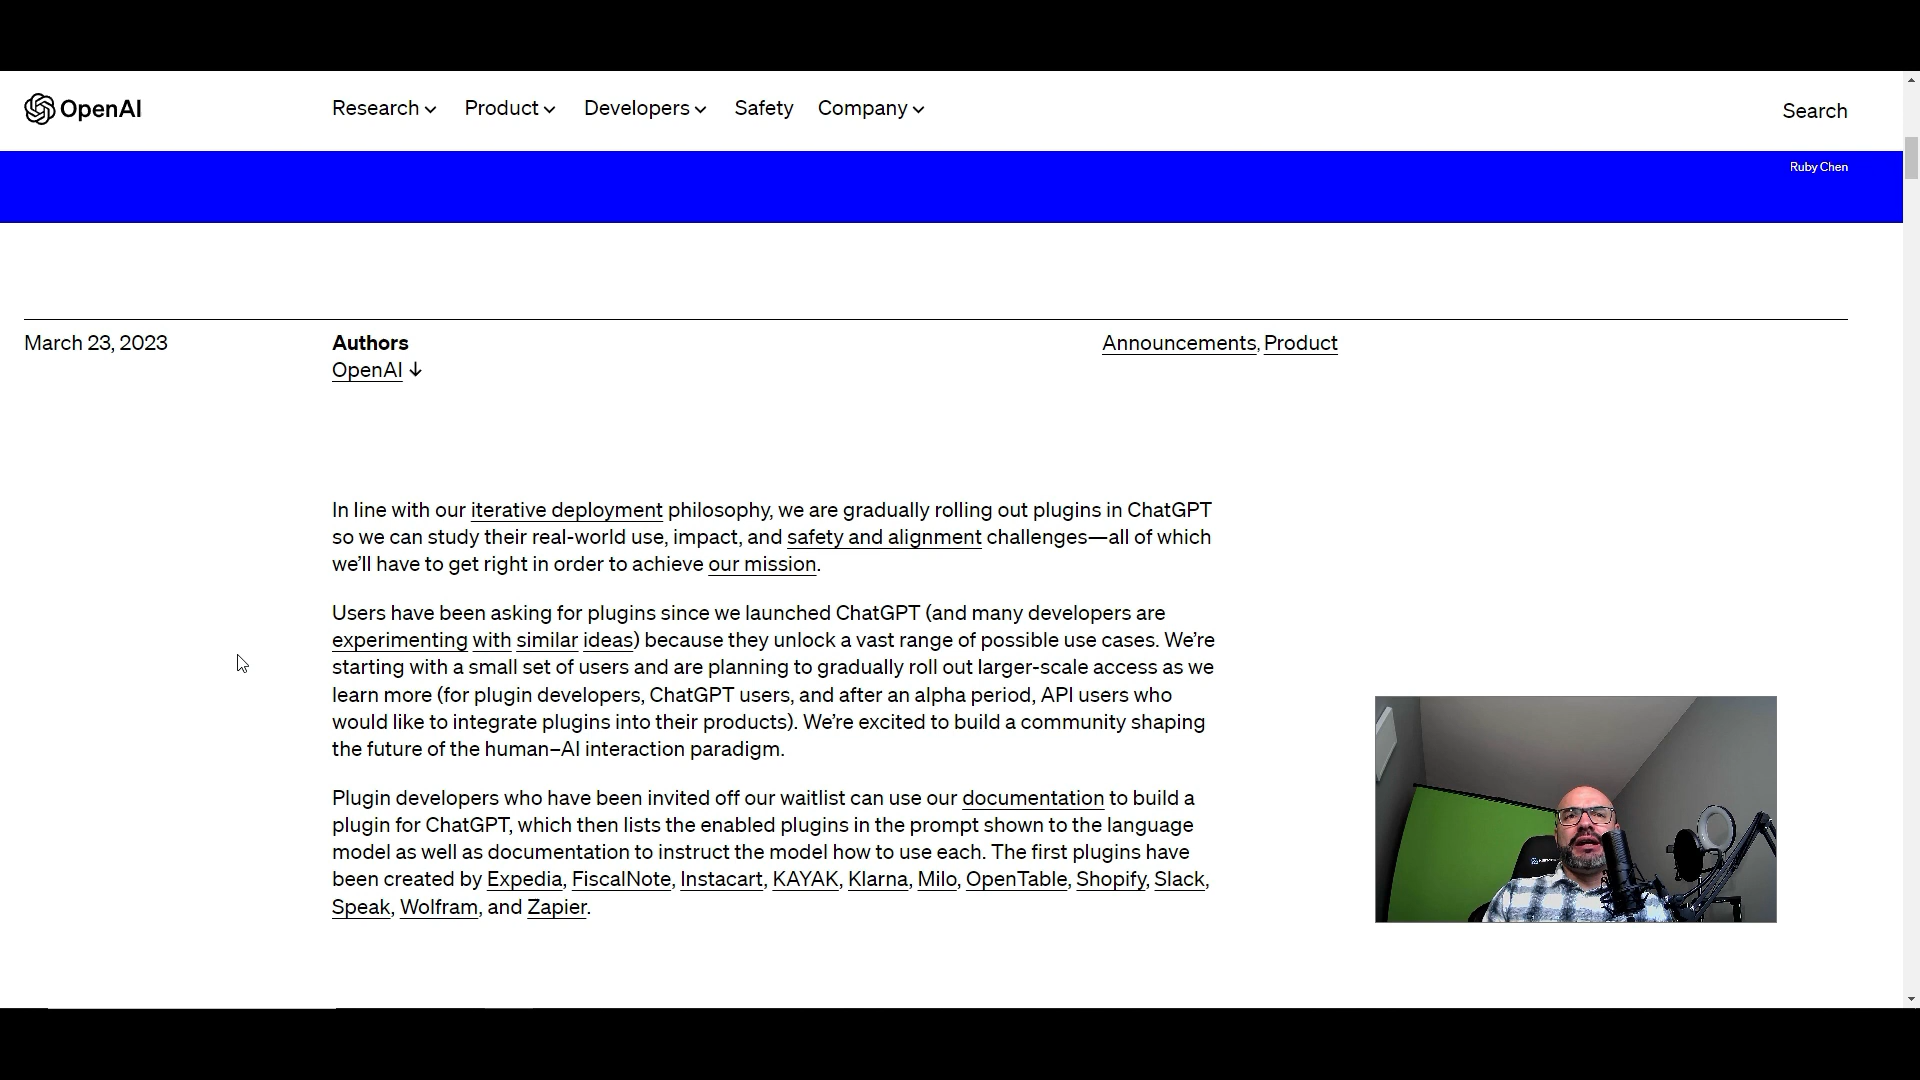 OpenAI
Research Product Developers Safety Company
Search
Ruby Chen
March 23, 2023
Authors
OpenAI ↓
Announcements, Product
In line with our iterative deployment philosophy, we are gradually rolling out plugins in ChatGPT
so we can study their real-world use, impact, and safety and alignment challenges—all of which
we’ll have to get right in order to achieve our mission.
Users have been asking for plugins since we launched ChatGPT (and many developers are
experimenting with similar ideas) because they unlock a vast range of possible use cases. We’re
starting with a small set of users and are planning to gradually roll out larger-scale access as we
learn more (for plugin developers, ChatGPT users, and after an alpha period, API users who
would like to integrate plugins into their products). We’re excited to build a community shaping
the future of the human–AI interaction paradigm.
Plugin developers who have been invited off our waitlist can use our documentation to build a
plugin for ChatGPT, which then lists the enabled plugins in the prompt shown to the language
model as well as documentation to instruct the model how to use each. The first plugins have
been created by Expedia, FiscalNote, Instacart, KAYAK, Klarna, Milo, OpenTable, Shopify, Slack,
Speak, Wolfram, and Zapier.